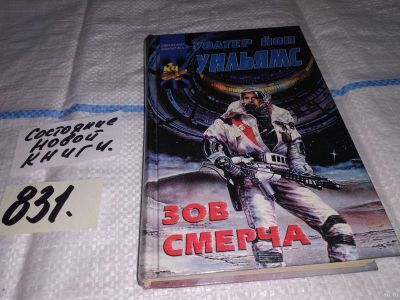 УОЛТЕР ЙОН
УИЛЬЯМС
Состояние
новой
книги.
831.
ЗОВ
СМЕРЧА